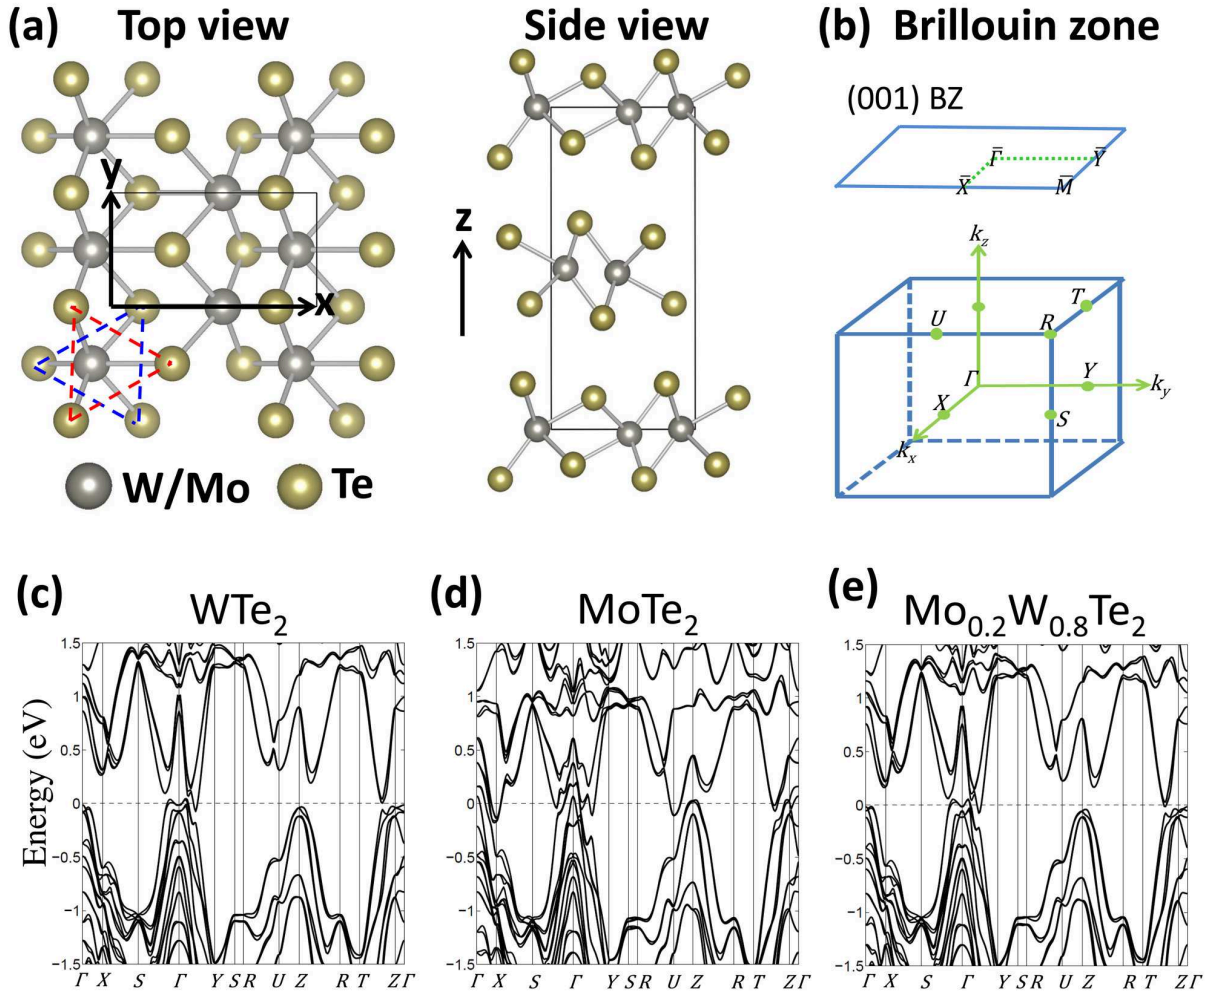 (a) Top view
Side view
(b) Brillouin zone
y
x
W/Mo
Te
z
(001) BZ
Γ̅
Y̅
X̅
M̅
k_z
U
R
T
Γ
Y
k_y
X
S
k_x
(c)
WTe₂
Energy (eV)
1.5
1
0.5
0
−0.5
−1
−1.5
Γ X S Γ Y S R U Z R T Z Γ
(d)
MoTe₂
1.5
1
0.5
0
−0.5
−1
−1.5
Γ X S Γ Y S R U Z R T Z Γ
(e)
Mo₀.₂W₀.₈Te₂
1.5
1
0.5
0
−0.5
−1
−1.5
Γ X S Γ Y S R U Z R T Z Γ